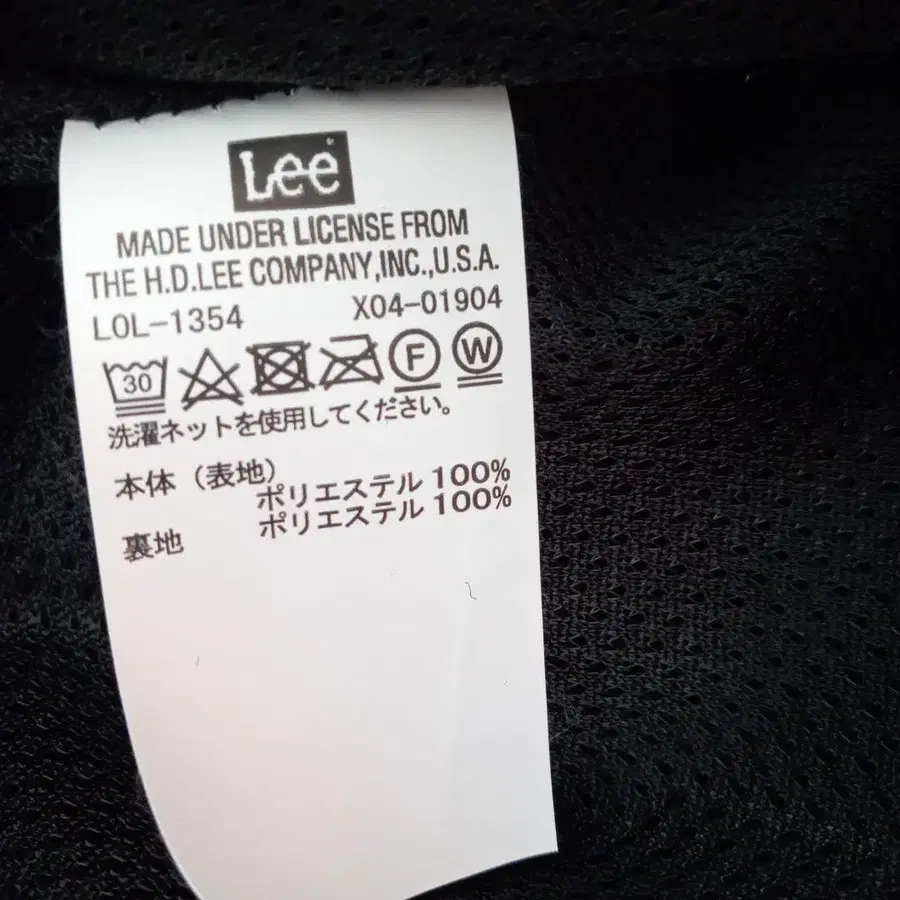 Lee
MADE UNDER LICENSE FROM
THE H.D.LEE COMPANY,INC.,U.S.A.
LOL-1354 X04-01904
30 F W
洗濯ネットを使用してください。
本体(表地)
ポリエステル 100%
裏地 ポリエステル 100%